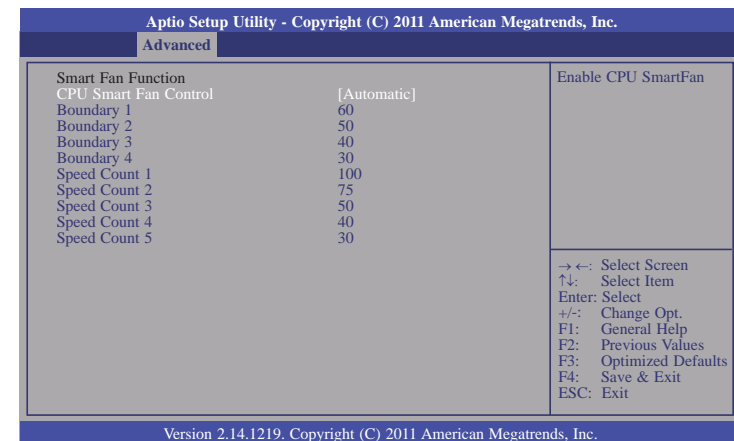 Aptio Setup Utility - Copyright (C) 2011 American Megatrends, Inc.
Advanced
Smart Fan Function
CPU Smart Fan Control [Automatic]
Boundary 1 60
Boundary 2 50
Boundary 3 40
Boundary 4 30
Speed Count 1 100
Speed Count 2 75
Speed Count 3 50
Speed Count 4 40
Speed Count 5 30
Enable CPU SmartFan
→←: Select Screen
↑↓: Select Item
Enter: Select
+/-: Change Opt.
F1: General Help
F2: Previous Values
F3: Optimized Defaults
F4: Save & Exit
ESC: Exit
Version 2.14.1219. Copyright (C) 2011 American Megatrends, Inc.